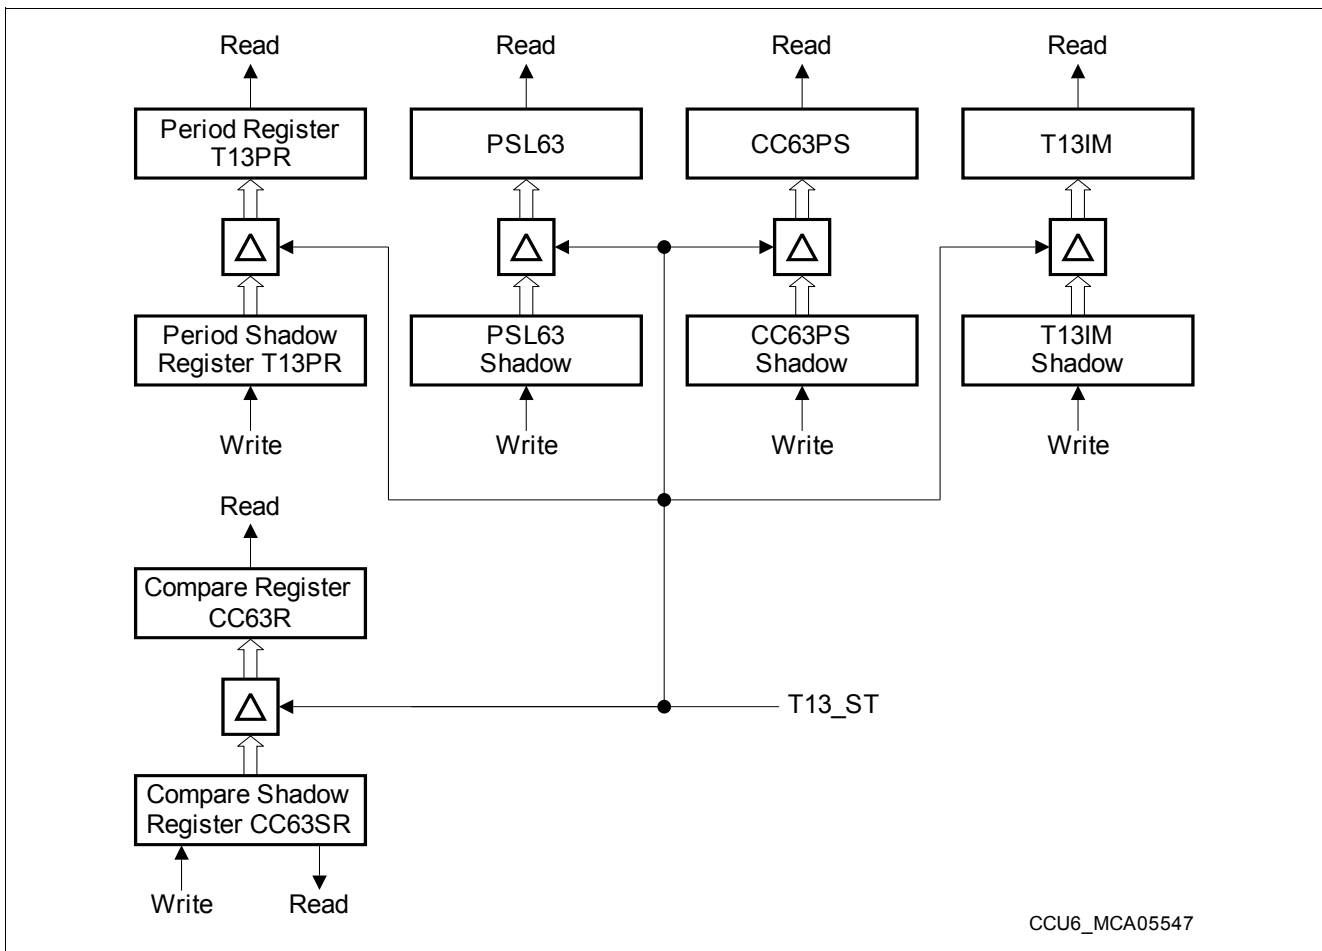 Read
Read
Read
Read
Period Register
T13PR
PSL63
CC63PS
T13IM
Period Shadow
Register T13PR
PSL63
Shadow
CC63PS
Shadow
T13IM
Shadow
Write
Write
Write
Write
Read
Compare Register
CC63R
T13_ST
Compare Shadow
Register CC63SR
Write
Read
CCU6_MCA05547